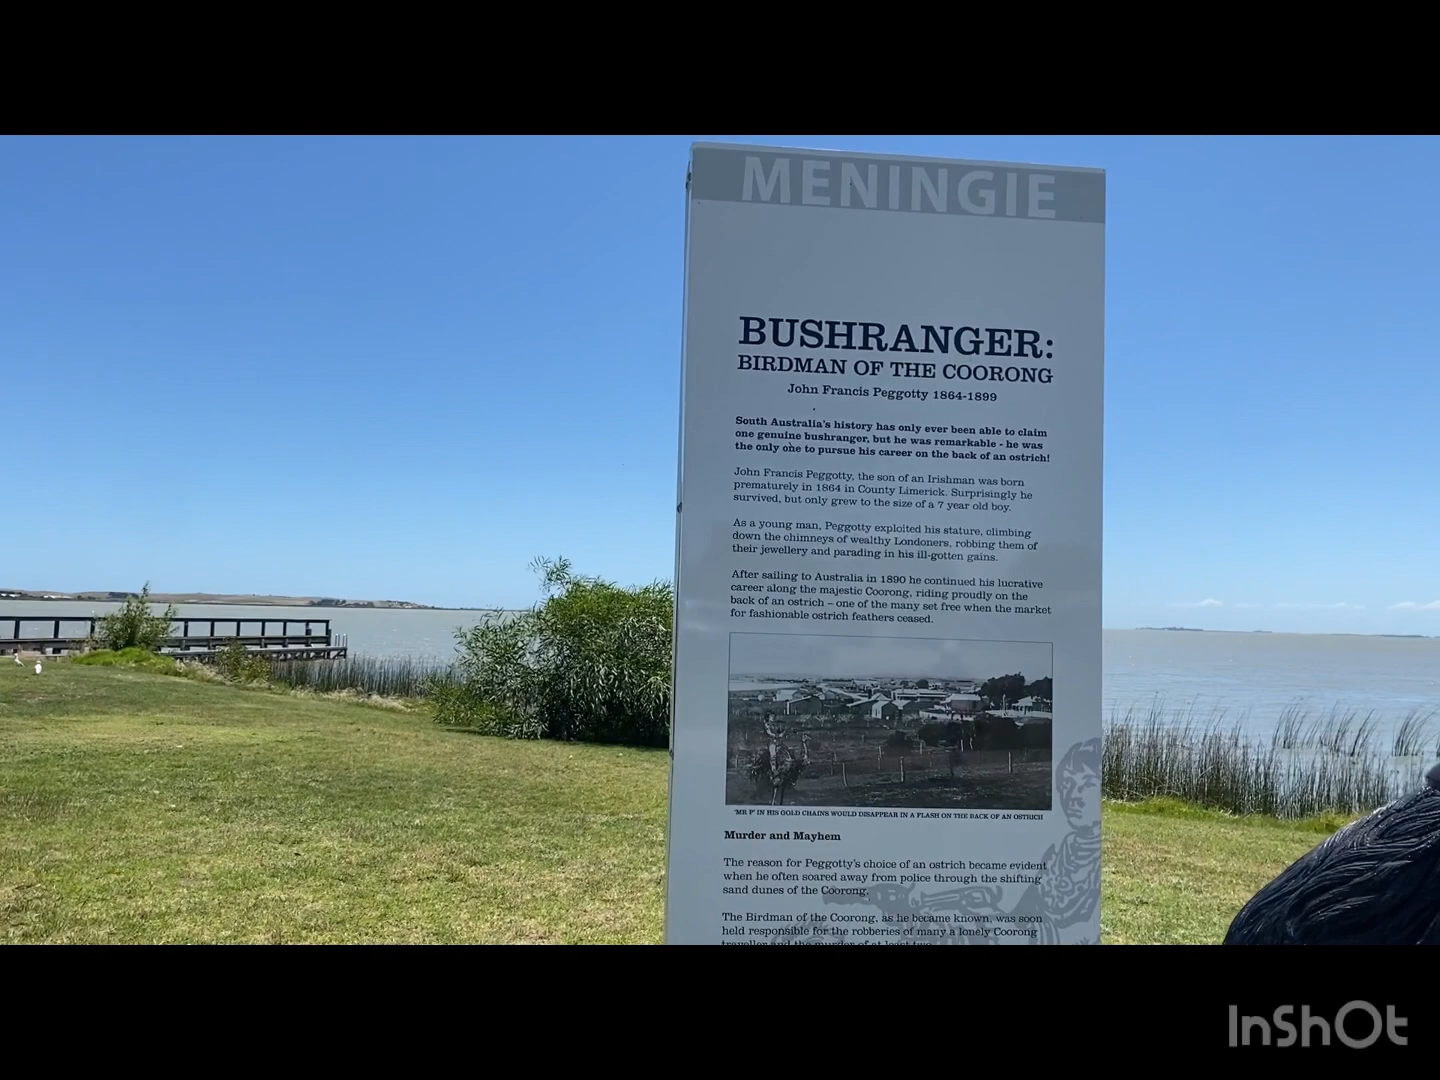 MENINGIE
BUSHRANGER:
BIRDMAN OF THE COORONG
John Francis Peggotty 1864-1899
South Australia's history has only ever been able to claim
one genuine bushranger, but he was remarkable - he was
the only one to pursue his career on the back of an ostrich!
John Francis Peggotty, the son of an Irishman was born
prematurely in 1864 in County Limerick. Surprisingly he
survived, but only grew to the size of a 7 year old boy.
As a young man, Peggotty exploited his stature, climbing
down the chimneys of wealthy Londoners, robbing them of
their jewellery and parading in his ill-gotten gains.
After sailing to Australia in 1890 he continued his lucrative
career along the majestic Coorong, riding proudly on the
back of an ostrich – one of the many set free when the market
for fashionable ostrich feathers ceased.
'MR P' IN HIS GOLD CHAINS WOULD DISAPPEAR IN A FLASH ON THE BACK OF AN OSTRICH
Murder and Mayhem
The reason for Peggotty's choice of an ostrich became evident
when he often soared away from police through the shifting
sand dunes of the Coorong.
The Birdman of the Coorong, as he became known, was soon
held responsible for the robberies of many a lonely Coorong
traveller and the murder of at least two
InShOt